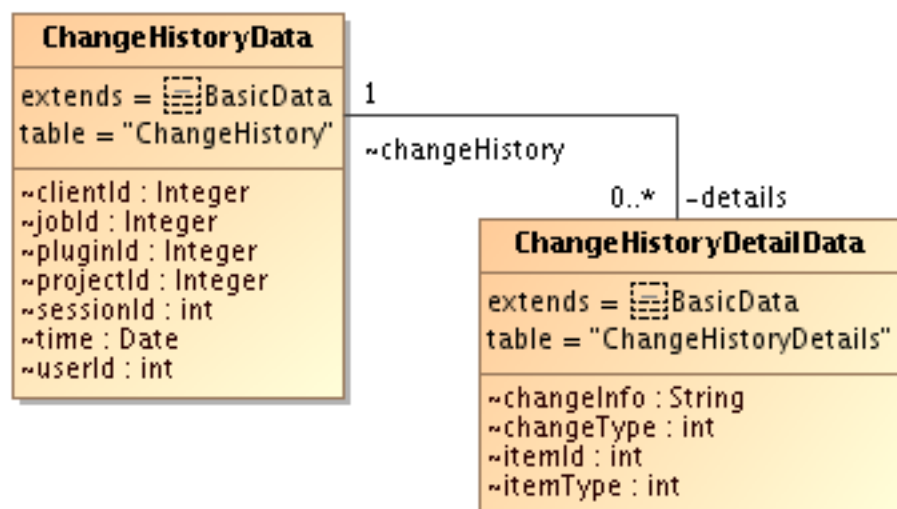 ChangeHistoryData
extends = BasicData
table = "ChangeHistory"
~clientId : Integer
~jobId : Integer
~pluginId : Integer
~projectId : Integer
~sessionId : int
~time : Date
~userId : int
1
~changeHistory
0..* -details
ChangeHistoryDetailData
extends = BasicData
table = "ChangeHistoryDetails"
~changeInfo : String
~changeType : int
~itemId : int
~itemType : int